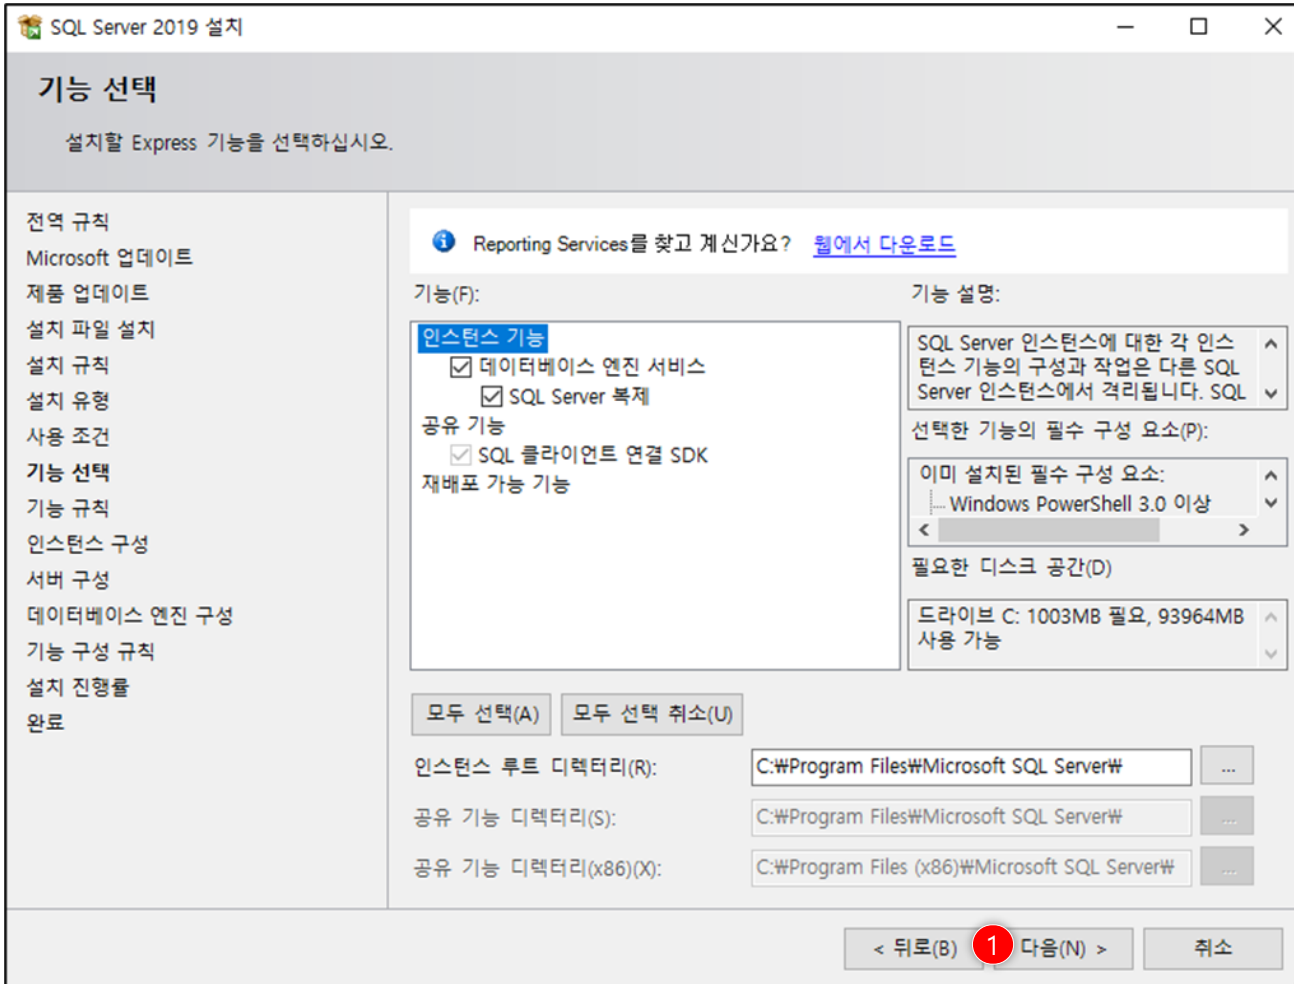 SQL Server 2019 설치
기능 선택
설치할 Express 기능을 선택하십시오.
전역 규칙
Microsoft 업데이트
제품 업데이트
설치 파일 설치
설치 규칙
설치 유형
사용 조건
기능 선택
기능 규칙
인스턴스 구성
서버 구성
데이터베이스 엔진 구성
기능 구성 규칙
설치 진행률
완료
Reporting Services를 찾고 계신가요? 웹에서 다운로드
기능(F):
인스턴스 기능
데이터베이스 엔진 서비스
SQL Server 복제
공유 기능
SQL 클라이언트 연결 SDK
재배포 가능 기능
기능 설명:
SQL Server 인스턴스에 대한 각 인스
턴스 기능의 구성과 작업은 다른 SQL
Server 인스턴스에서 격리됩니다. SQL
선택한 기능의 필수 구성 요소(P):
이미 설치된 필수 구성 요소:
Windows PowerShell 3.0 이상
필요한 디스크 공간(D)
드라이브 C: 1003MB 필요, 93964MB
사용 가능
모두 선택(A) 모두 선택 취소(U)
인스턴스 루트 디렉터리(R): C:₩Program Files₩Microsoft SQL Server₩ ...
공유 기능 디렉터리(S): C:₩Program Files₩Microsoft SQL Server₩ ...
공유 기능 디렉터리(x86)(X): C:₩Program Files (x86)₩Microsoft SQL Server₩ ...
< 뒤로(B) 1 다음(N) > 취소